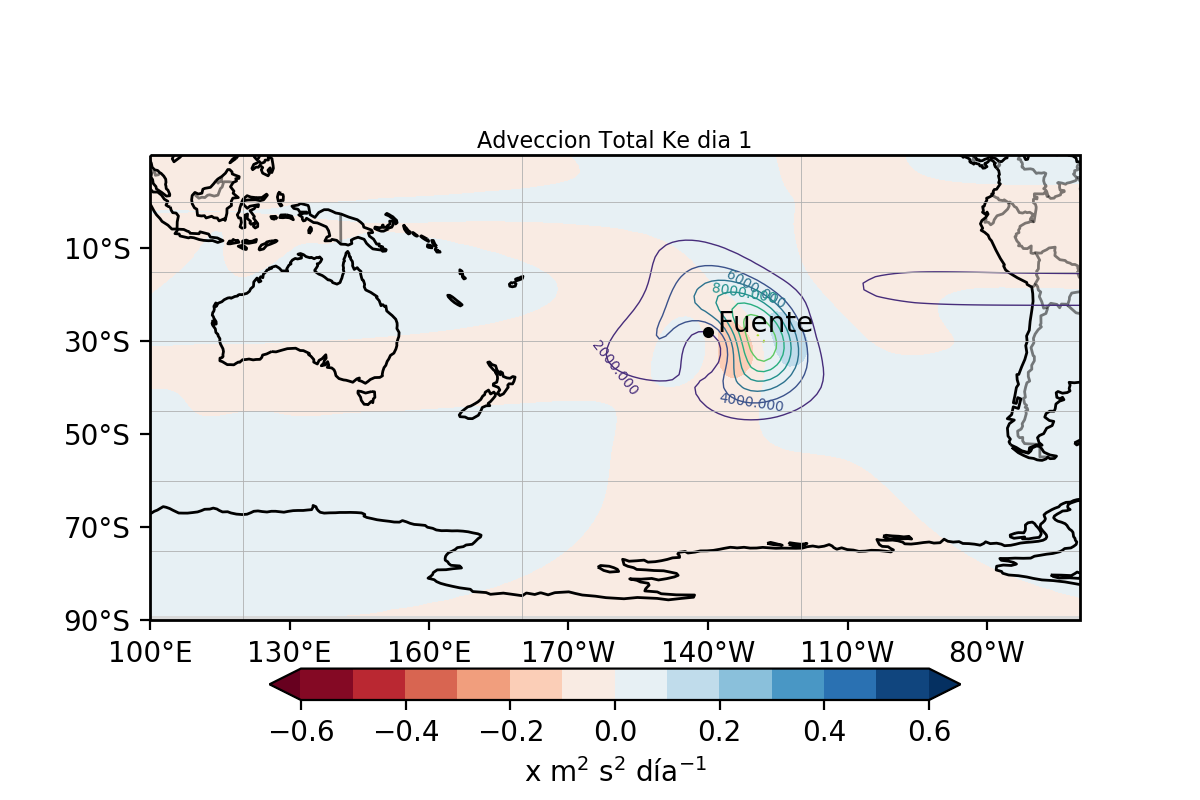 Adveccion Total Ke dia 1
10°S
30°S
50°S
70°S
90°S
6000.000
8000.000
Fuente
2000.000
4000.000
100°E 130°E 160°E 170°W 140°W 110°W 80°W
−0.6 −0.4 −0.2 0.0 0.2 0.4 0.6
x m² s² día⁻¹